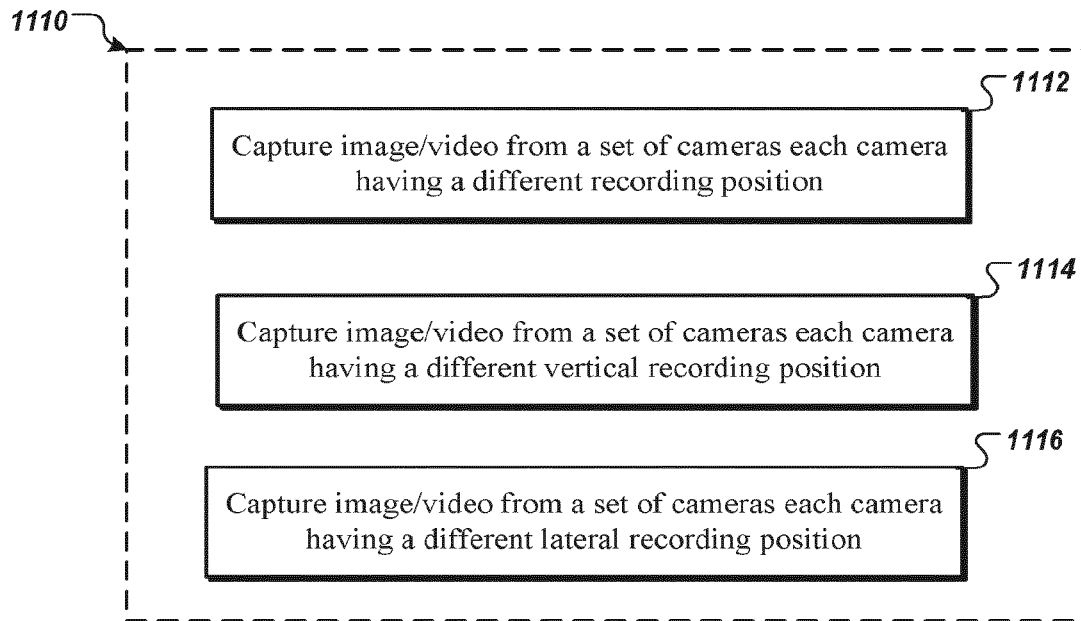 1110
1112
Capture image/video from a set of cameras each camera
having a different recording position
1114
Capture image/video from a set of cameras each camera
having a different vertical recording position
1116
Capture image/video from a set of cameras each camera
having a different lateral recording position